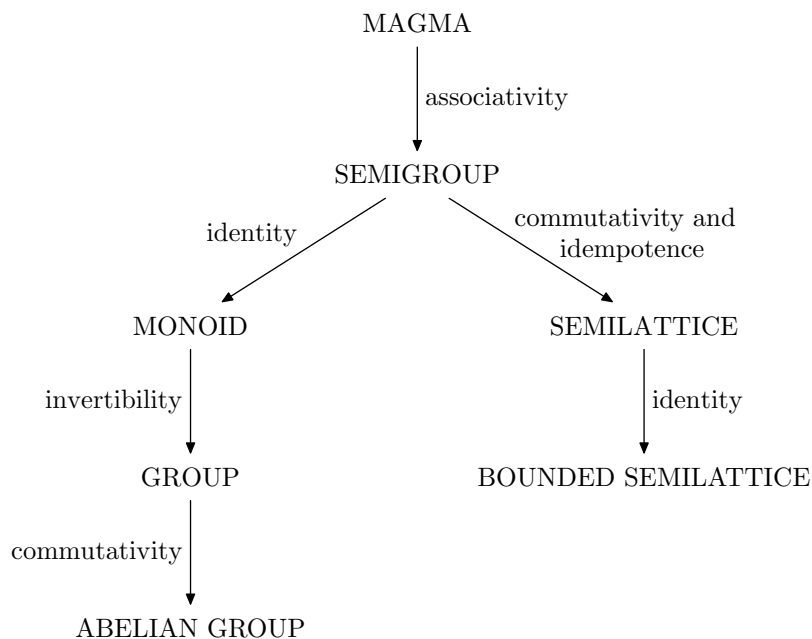 MAGMA
associativity
SEMIGROUP
identity
commutativity and
idempotence
MONOID
SEMILATTICE
invertibility
identity
GROUP
BOUNDED SEMILATTICE
commutativity
ABELIAN GROUP